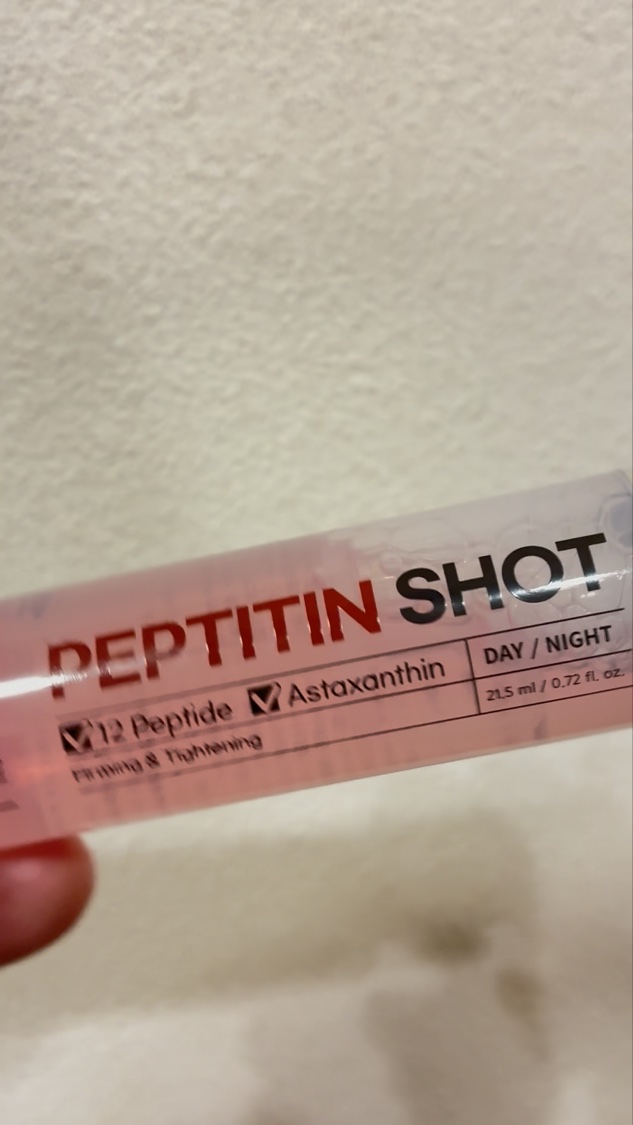 PEPTITIN SHOT
12 Peptide Astaxanthin
Firming & Tightening
DAY / NIGHT
21.5 ml / 0.72 fl. oz.